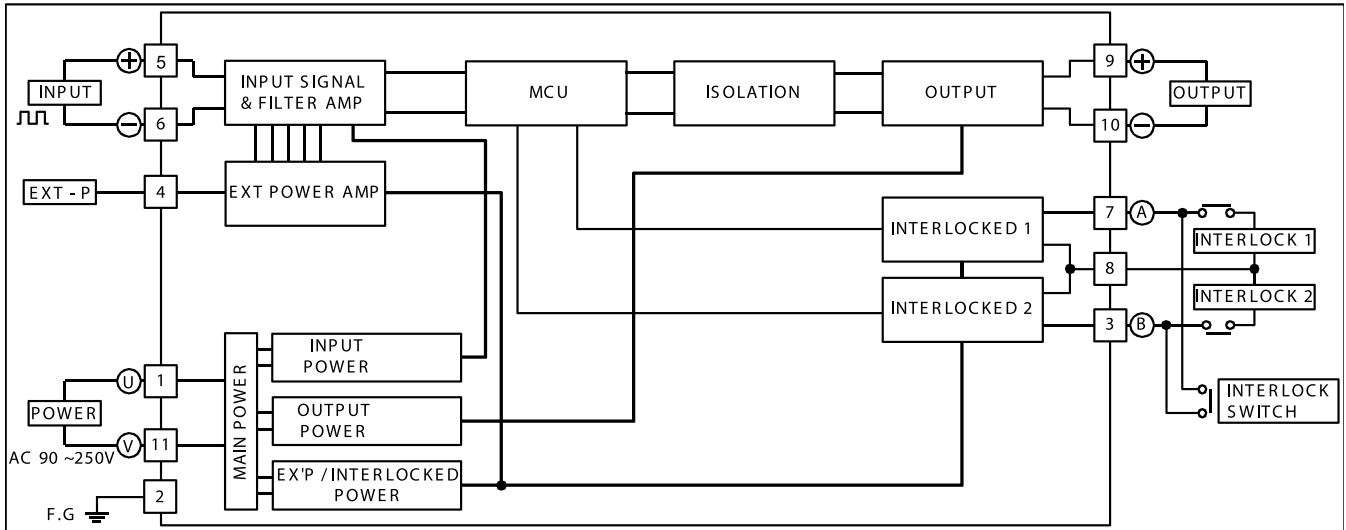 5
9
+
+
INPUT
INPUT SIGNAL
& FILTER AMP
MCU
ISOLATION
OUTPUT
OUTPUT
−
−
6
10
EXT - P
4
EXT POWER AMP
INTERLOCKED 1
7
A
INTERLOCK 1
8
INTERLOCKED 2
INTERLOCK 2
3
B
MAIN POWER
INPUT
POWER
U
1
POWER
OUTPUT
POWER
INTERLOCK
SWITCH
V
11
AC 90 ~250V
EX'P / INTERLOCKED
POWER
2
F.G